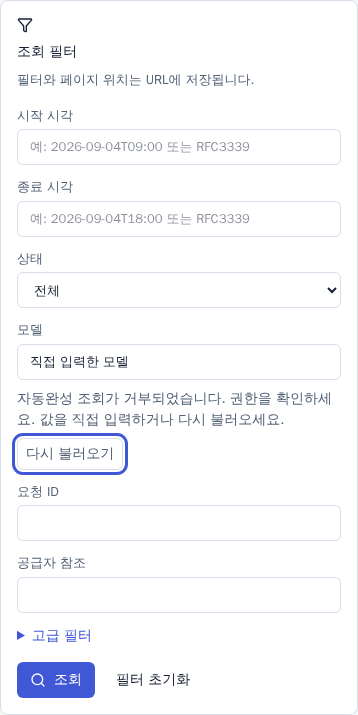 조회 필터
필터와 페이지 위치는 URL에 저장됩니다.
시작 시각
예: 2026-09-04T09:00 또는 RFC3339
종료 시각
예: 2026-09-04T18:00 또는 RFC3339
상태
전체
모델
직접 입력한 모델
자동완성 조회가 거부되었습니다. 권한을 확인하세
요. 값을 직접 입력하거나 다시 불러오세요.
다시 불러오기
요청 ID
공급자 참조
고급 필터
조회
필터 초기화